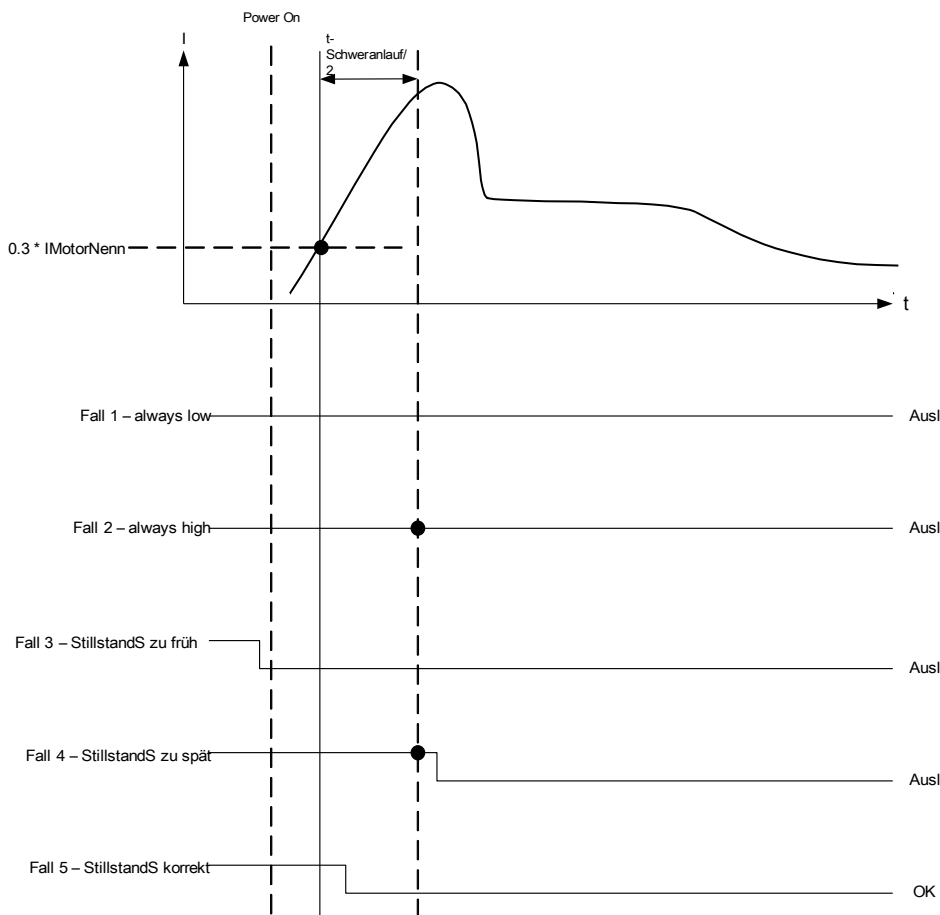 Power On
I
t-
Schweranlauf/
2
0.3 * IMotorNenn
t
Fall 1 – always low
Ausl
Fall 2 – always high
Ausl
Fall 3 – StillstandS zu früh
Ausl
Fall 4 – StillstandS zu spät
Ausl
Fall 5 – StillstandS korrekt
OK